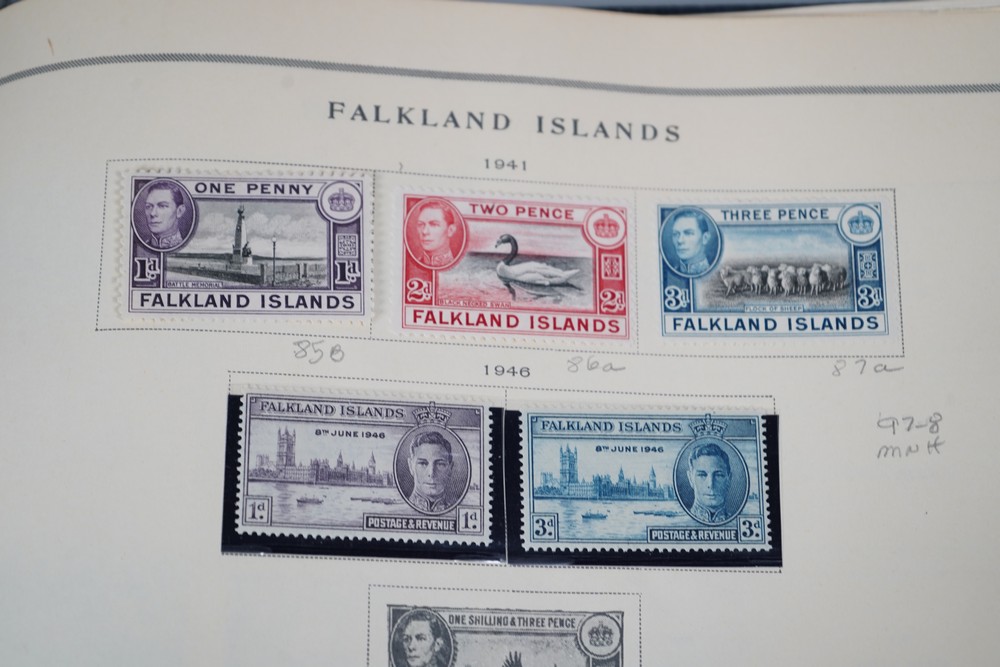 FALKLAND ISLANDS
1941
ONE PENNY
BATTLE MEMORIAL
1d 1d
FALKLAND ISLANDS
TWO PENCE
BLACK NECKED SWAN
2d 2d
FALKLAND ISLANDS
THREE PENCE
FLOCK OF SHEEP
3d 3d
FALKLAND ISLANDS
85B
86a
87a
1946
FALKLAND ISLANDS
8TH JUNE 1946
1d. 1d.
POSTAGE & REVENUE
FALKLAND ISLANDS
8TH JUNE 1946
3d 3d
POSTAGE & REVENUE
97-8
MNH
ONE SHILLING & THREE PENCE